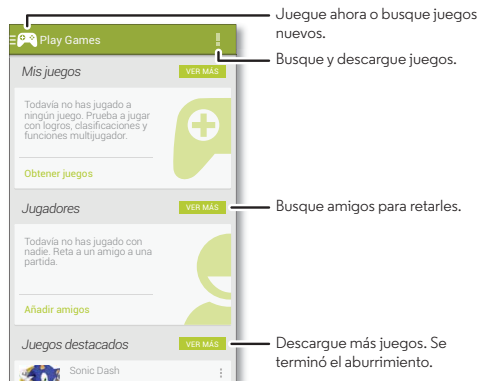 Juegue ahora o busque juegos
nuevos.
Play Games
Busque y descargue juegos.
Mis juegos
VER MÁS
Todavía no has jugado a
ningún juego. Prueba a jugar
con logros, clasificaciones y
funciones multijugador.
Obtener juegos
Jugadores
VER MÁS
Busque amigos para retarles.
Todavía no has jugado con
nadie. Reta a un amigo a una
partida.
Añadir amigos
Juegos destacados
VER MÁS
Descargue más juegos. Se
terminó el aburrimiento.
Sonic Dash